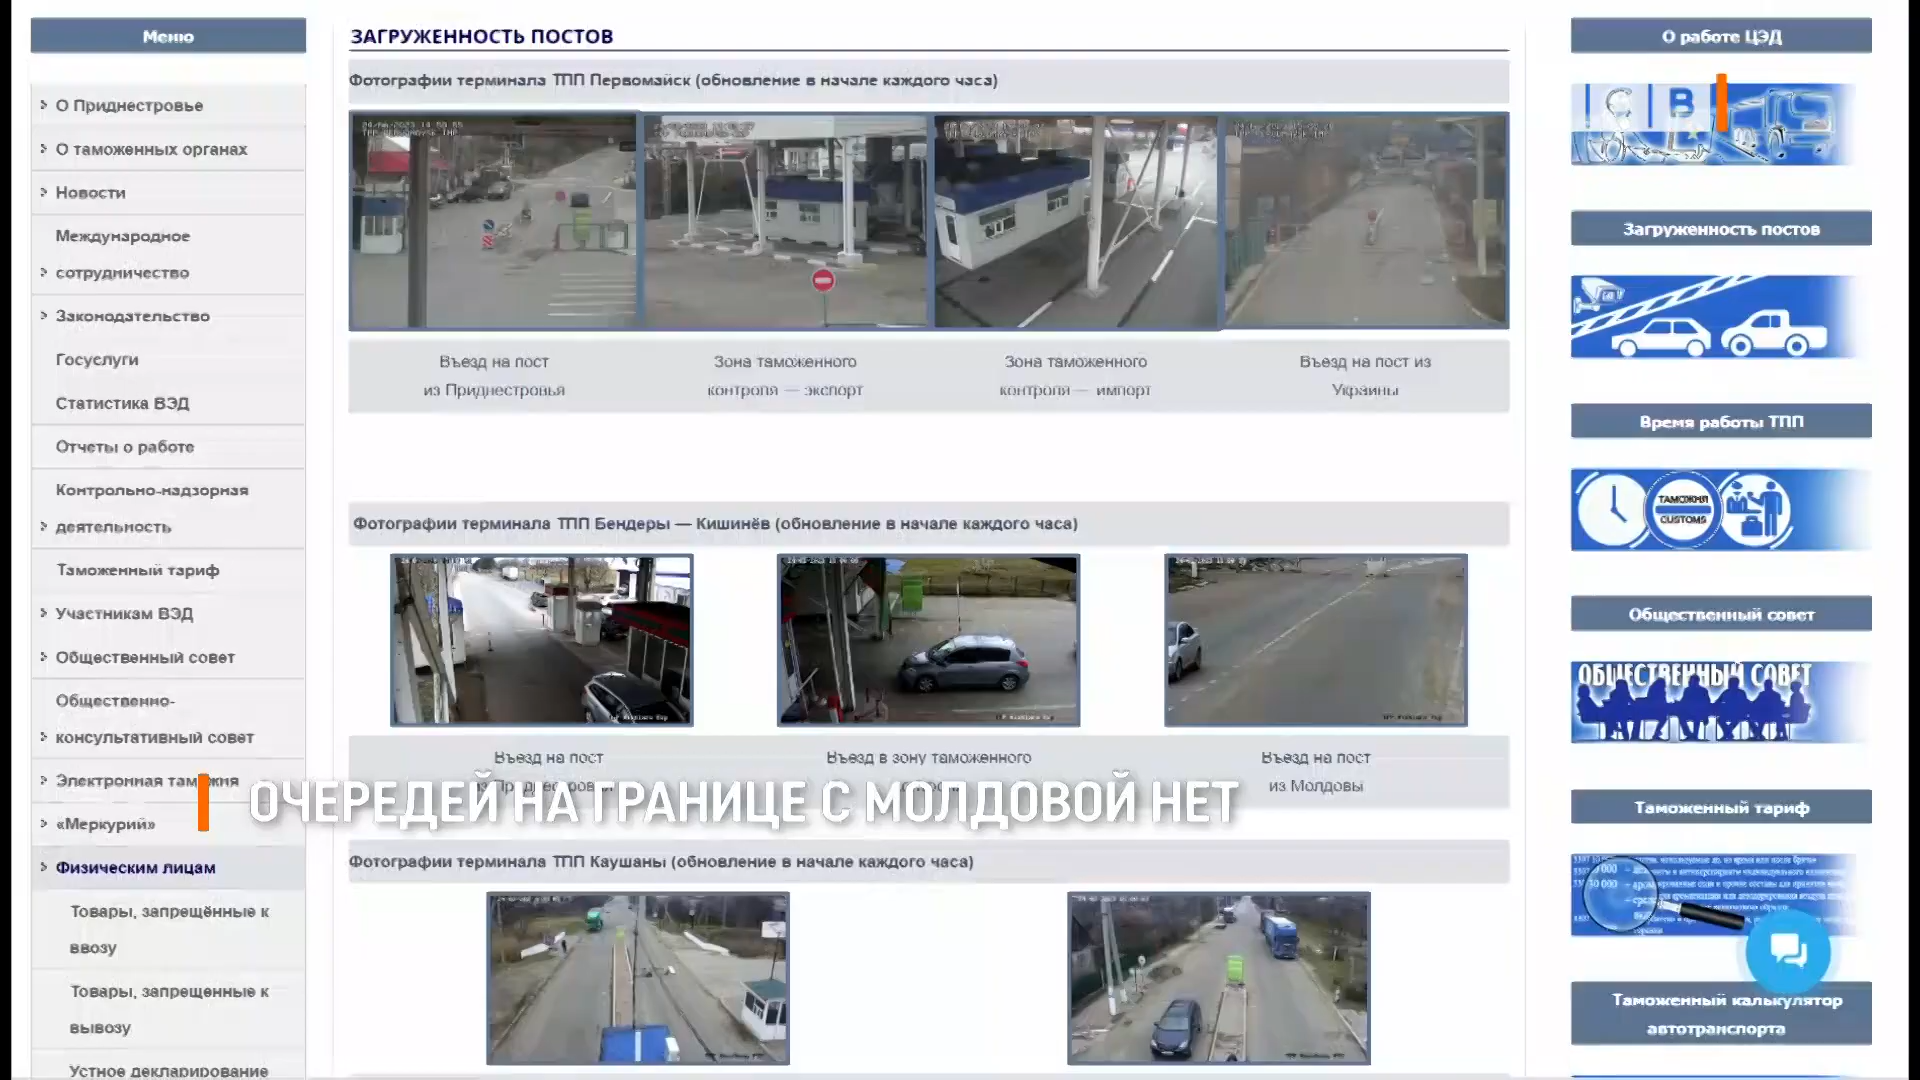 Меню
О Приднестровье
О таможенных органах
Новости
Международное
сотрудничество
Законодательство
Госуслуги
Статистика ВЭД
Отчеты о работе
Контрольно-надзорная
деятельность
Таможенный тариф
Участникам ВЭД
Общественный совет
Общественно-
консультативный совет
Электронная таможня
«Меркурий»
Физическим лицам
Товары, запрещённые к
ввозу
Товары, запрещенные к
вывозу
Устное декларирование
ЗАГРУЖЕННОСТЬ ПОСТОВ
Фотографии терминала ТПП Первомайск (обновление в начале каждого часа)
Въезд на пост
из Приднестровья
Зона таможенного
контроля — экспорт
Зона таможенного
контроля — импорт
Въезд на пост из
Украины
Фотографии терминала ТПП Бендеры — Кишинёв (обновление в начале каждого часа)
Въезд на пост
Въезд в зону таможенного
Въезд на пост
из Молдовы
ОЧЕРЕДЕЙ НА ГРАНИЦЕ С МОЛДОВОЙ НЕТ
Фотографии терминала ТПП Каушаны (обновление в начале каждого часа)
О работе ЦЭД
С В
Загруженность постов
Время работы ТПП
ТАМОЖНЯ
CUSTOMS
Общественный совет
ОБЩЕСТВЕННЫЙ СОВЕТ
Таможенный тариф
Таможенный калькулятор
автотранспорта